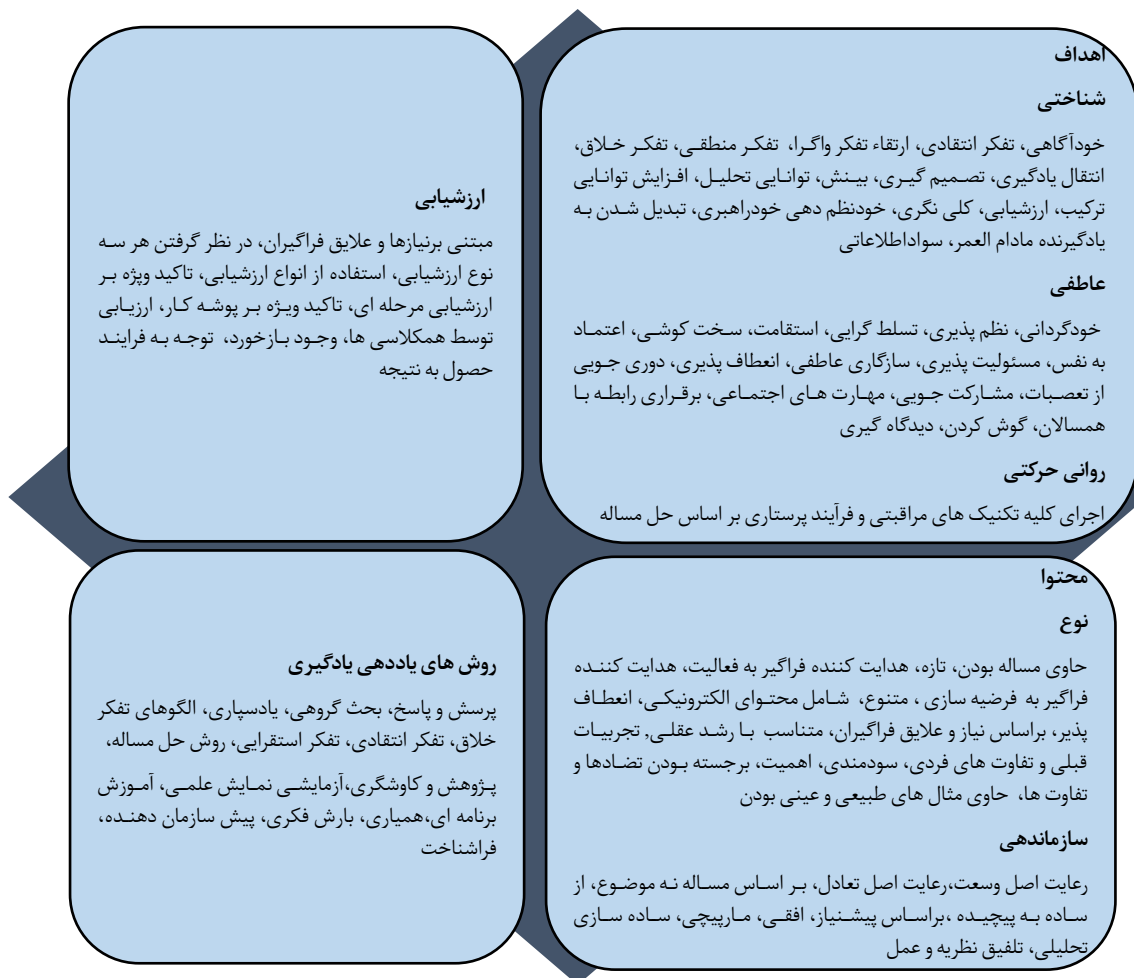 اهداف
شناختی
خودآگاهی، تفکر انتقادی، ارتقاء تفکر واگرا، تفکر منطقی، تفکر خلاق،
انتقال یادگیری، تصمیم گیری، بینش، توانایی تحلیل، افزایش توانایی
ترکیب، ارزشیابی، کلی نگری، خودنظم دهی خودراهبری، تبدیل شدن به
یادگیرنده مادام العمر، سواداطلاعاتی
عاطفی
خودگردانی، نظم پذیری، تسلط گرایی، استقامت، سخت کوشی، اعتماد
به نفس، مسئولیت پذیری، سازگاری عاطفی، انعطاف پذیری، دوری جویی
از تعصبات، مشارکت جویی، مهارت های اجتماعی، برقراری رابطه با
همسالان، گوش کردن، دیدگاه گیری
روانی حرکتی
اجرای کلیه تکنیک های مراقبتی و فرآیند پرستاری بر اساس حل مساله
ارزشیابی
مبتنی برنیازها و علایق فراگیران، در نظر گرفتن هر سه
نوع ارزشیابی، استفاده از انواع ارزشیابی، تاکید ویژه بر
ارزشیابی مرحله ای، تاکید ویژه بر پوشه کار، ارزیابی
توسط همکلاسی ها، وجود بازخورد، توجه به فرایند
حصول به نتیجه
محتوا
نوع
حاوی مساله بودن، تازه، هدایت کننده فراگیر به فعالیت، هدایت کننده
فراگیر به فرضیه سازی ، متنوع، شامل محتوای الکترونیکی، انعطاف
پذیر، براساس نیاز و علایق فراگیران، متناسب با رشد عقلی, تجربیات
قبلی و تفاوت های فردی، سودمندی، اهمیت، برجسته بودن تضادها و
تفاوت ها، حاوی مثال های طبیعی و عینی بودن
سازماندهی
رعایت اصل وسعت،رعایت اصل تعادل، بر اساس مساله نه موضوع، از
ساده به پیچیده ،براساس پیشنیاز، افقی، مارپیچی، ساده سازی
تحلیلی، تلفیق نظریه و عمل
روش های یاددهی یادگیری
پرسش و پاسخ، بحث گروهی، یادسپاری، الگوهای تفکر
خلاق، تفکر انتقادی، تفکر استقرایی، روش حل مساله،
پژوهش و کاوشگری،آزمایشی نمایش علمی، آموزش
برنامه ای،همیاری، بارش فکری، پیش سازمان دهنده،
فراشناخت